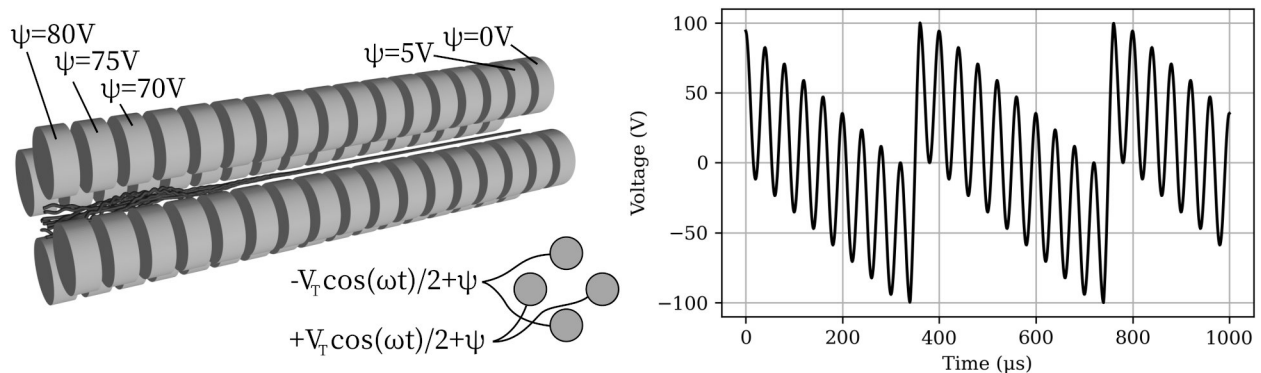 ψ=80V
ψ=75V
ψ=70V
ψ=5V
ψ=0V
-V_T cos(ωt)/2+ψ
+V_T cos(ωt)/2+ψ
Voltage (V)
100
50
0
−50
−100
0 200 400 600 800 1000
Time (μs)